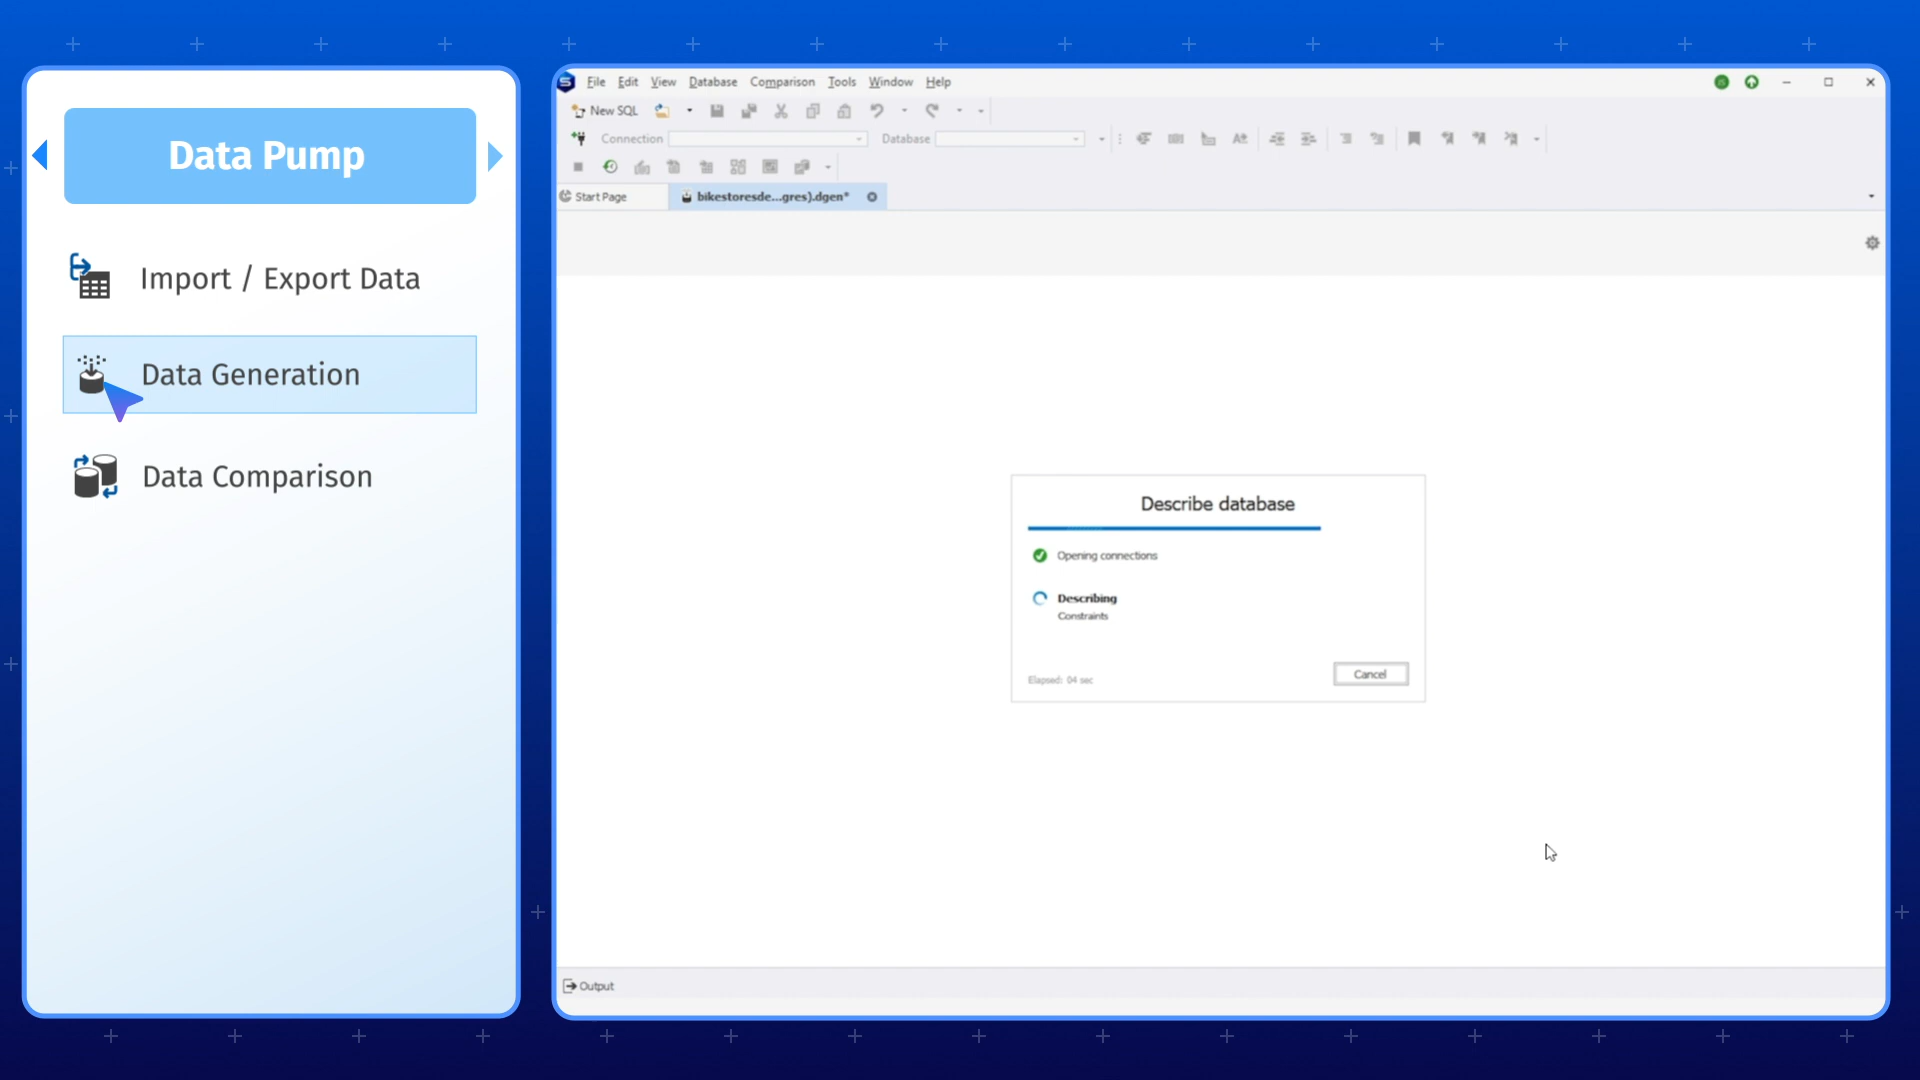 Data Pump
Import / Export Data
Data Generation
Data Comparison
File Edit View Database Comparison Tools Window Help
New SQL
Connection Database
Start Page bikestoresde...gres).dgen*
Describe database
Opening connections
Describing
Constraints
Elapsed: 04 sec Cancel
Output